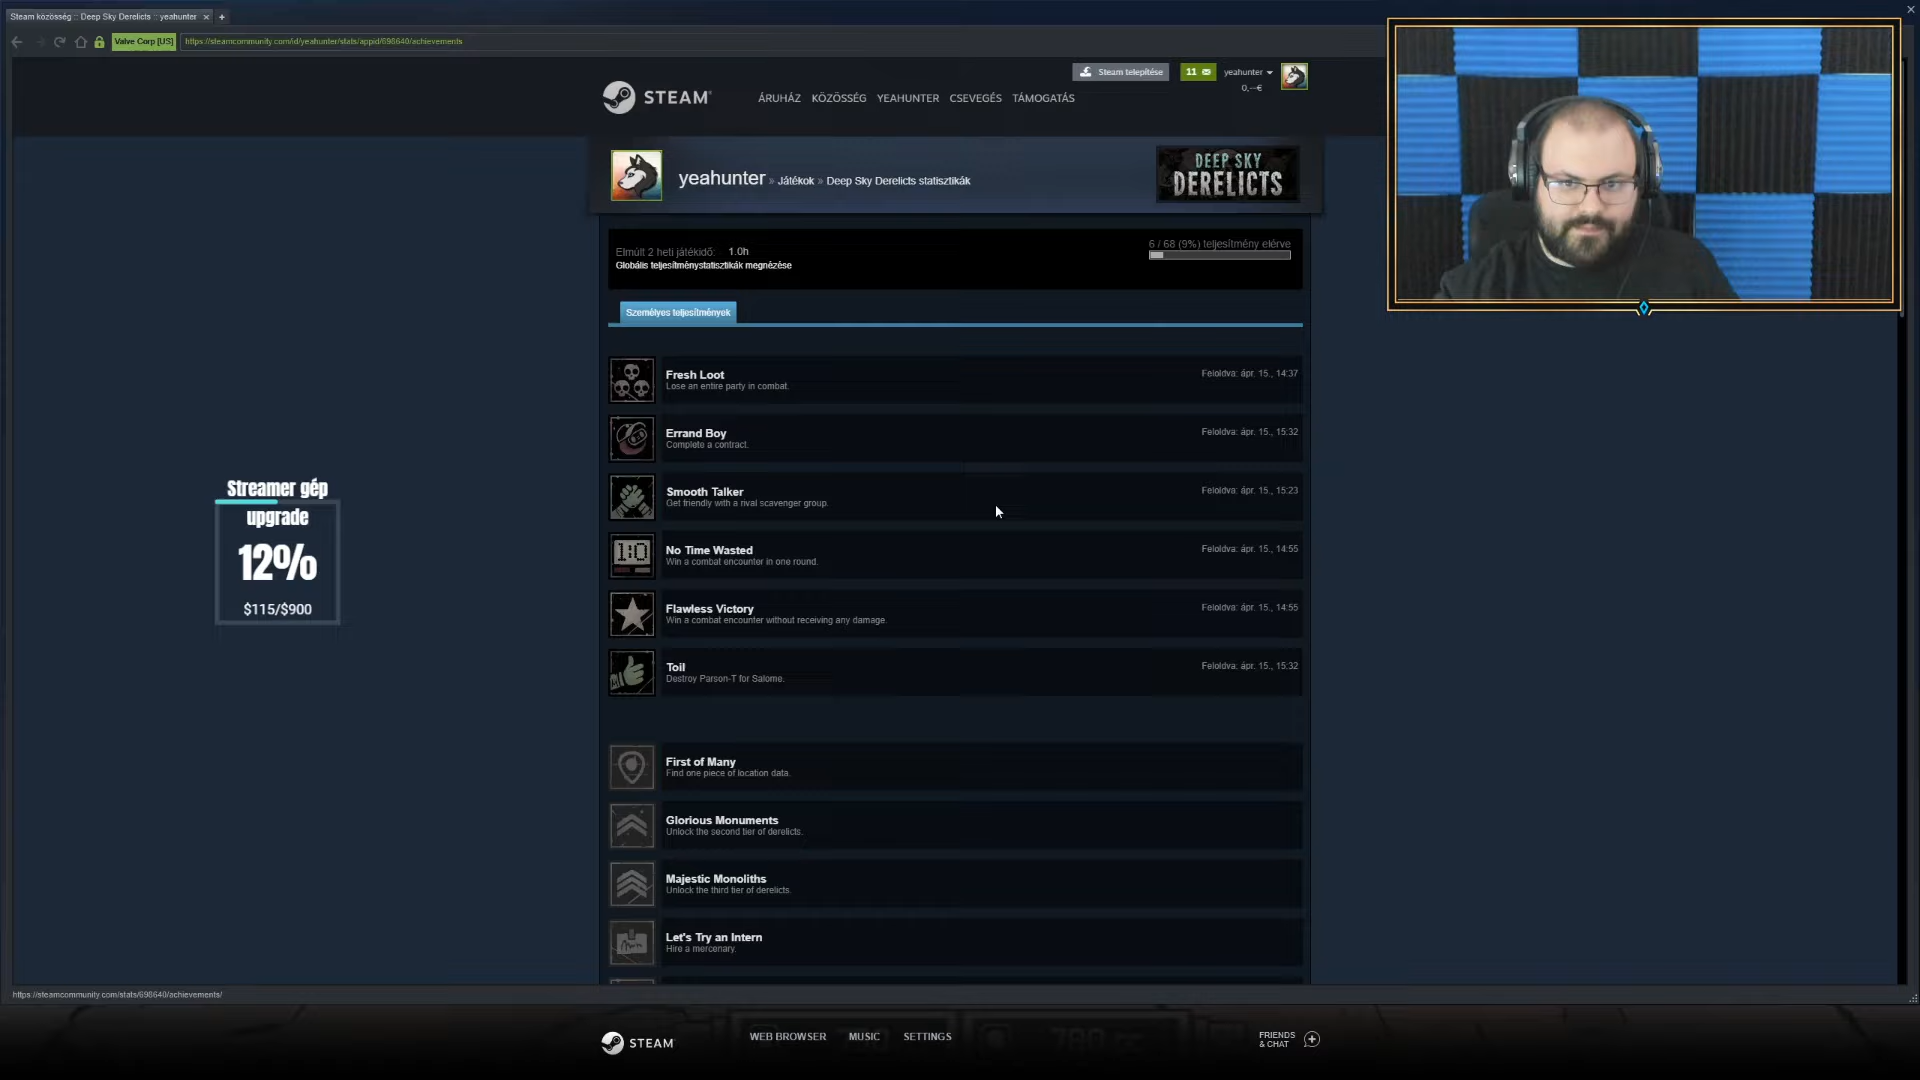 Steam közösség :: Deep Sky Derelicts :: yeahunter
Valve Corp [US]
https://steamcommunity.com/id/yeahunter/stats/appid/698640/achievements
Steam telepítése
11
yeahunter
0,--€
STEAM
ÁRUHÁZ KÖZÖSSÉG YEAHUNTER CSEVEGÉS TÁMOGATÁS
yeahunter » Játékok » Deep Sky Derelicts statisztikák
DEEP SKY
DERELICTS
Elmúlt 2 heti játékidő: 1.0h
Globális teljesítménystatisztikák megnézése
6 / 68 (9%) teljesítmény elérve
Személyes teljesítmények
Fresh Loot
Lose an entire party in combat.
Feloldva: ápr. 15., 14:37
Errand Boy
Complete a contract.
Feloldva: ápr. 15., 15:32
Smooth Talker
Get friendly with a rival scavenger group.
Feloldva: ápr. 15., 15:23
1:0
No Time Wasted
Win a combat encounter in one round.
Feloldva: ápr. 15., 14:55
Flawless Victory
Win a combat encounter without receiving any damage.
Feloldva: ápr. 15., 14:55
Toil
Destroy Parson-T for Salome.
Feloldva: ápr. 15., 15:32
First of Many
Find one piece of location data.
Glorious Monuments
Unlock the second tier of derelicts.
Majestic Monoliths
Unlock the third tier of derelicts.
Let's Try an Intern
Hire a mercenary.
Streamer gép
upgrade
12%
$115/$900
https://steamcommunity.com/stats/698640/achievements/
STEAM
WEB BROWSER MUSIC SETTINGS
FRIENDS
& CHAT